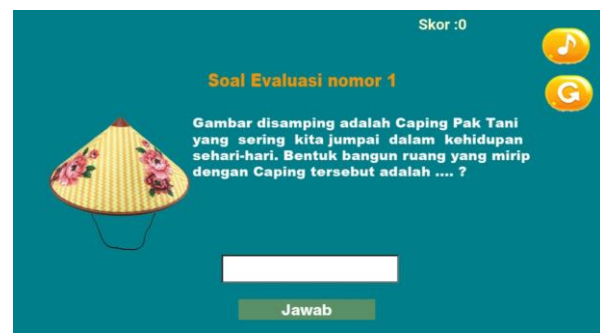 Skor :0
Soal Evaluasi nomor 1
Gambar disamping adalah Caping Pak Tani
yang sering kita jumpai dalam kehidupan
sehari-hari. Bentuk bangun ruang yang mirip
dengan Caping tersebut adalah .... ?
Jawab